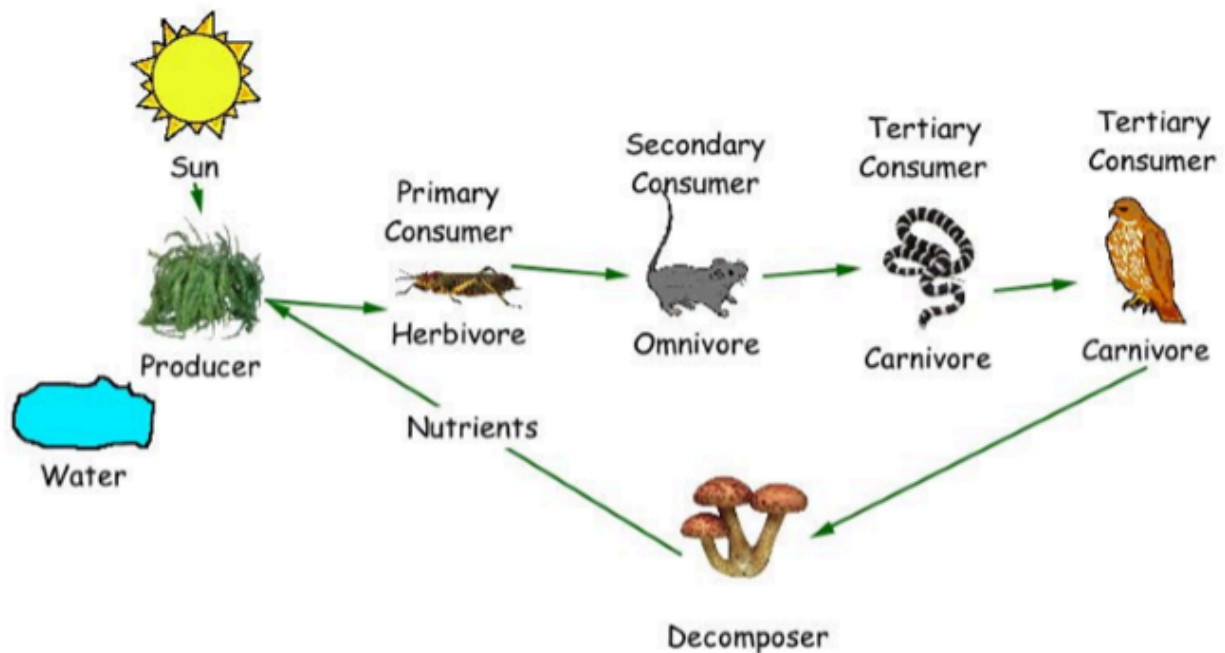 Sun
Producer
Water
Primary
Consumer
Herbivore
Secondary
Consumer
Omnivore
Tertiary
Consumer
Carnivore
Tertiary
Consumer
Carnivore
Nutrients
Decomposer